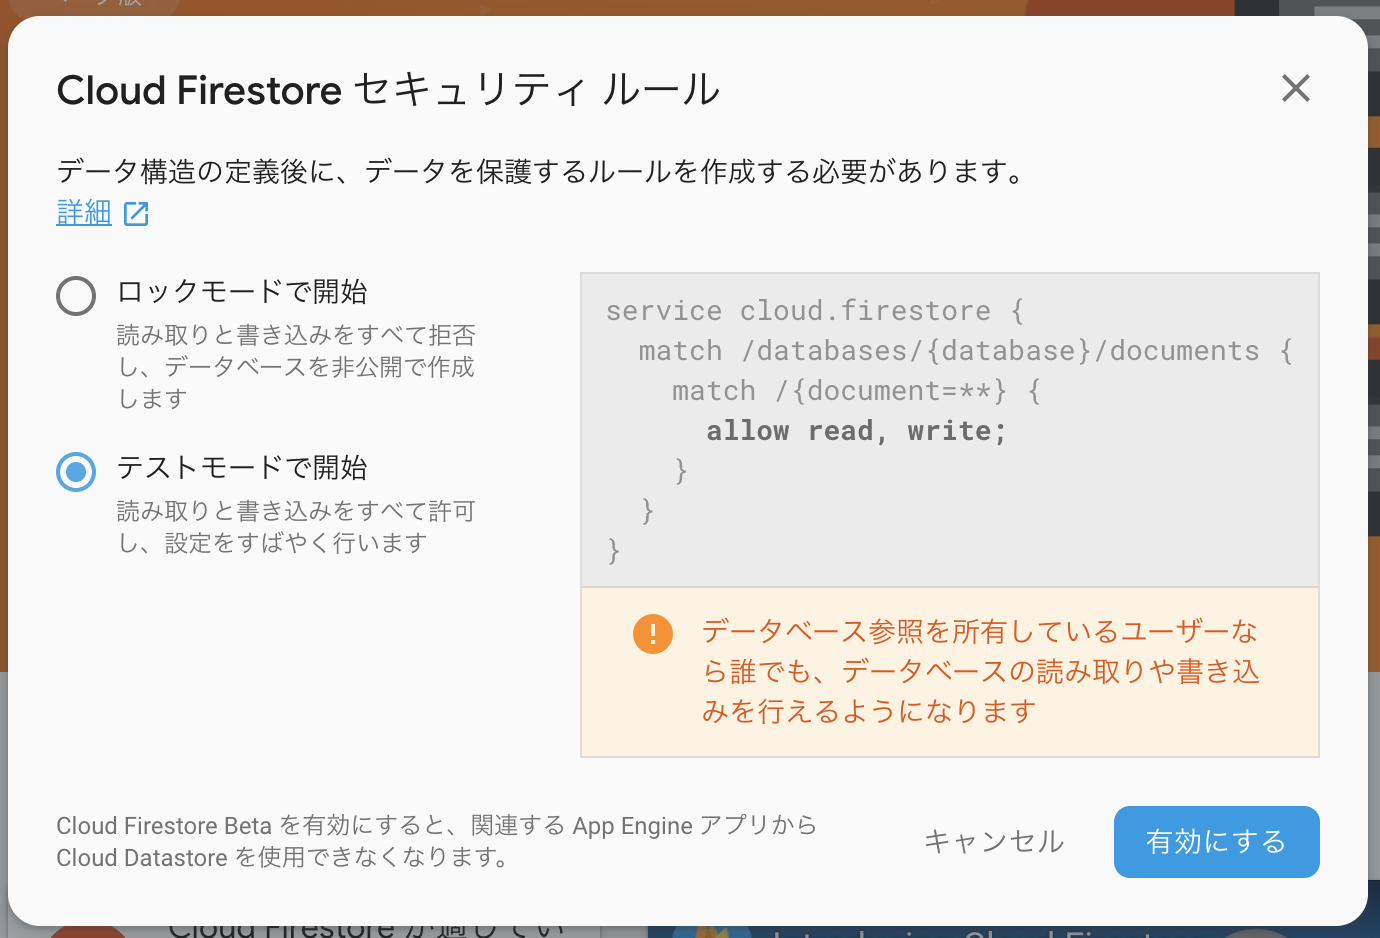 Cloud Firestore セキュリティ ルール
データ構造の定義後に、データを保護するルールを作成する必要があります。
詳細
ロックモードで開始
読み取りと書き込みをすべて拒否
し、データベースを非公開で作成
します
テストモードで開始
読み取りと書き込みをすべて許可
し、設定をすばやく行います
service cloud.firestore {
match /databases/{database}/documents {
match /{document=**} {
allow read, write;
}
}
}
データベース参照を所有しているユーザーな
ら誰でも、データベースの読み取りや書き込
みを行えるようになります
Cloud Firestore Beta を有効にすると、関連する App Engine アプリから
Cloud Datastore を使用できなくなります。
キャンセル
有効にする
Cloud Firestore が適してい